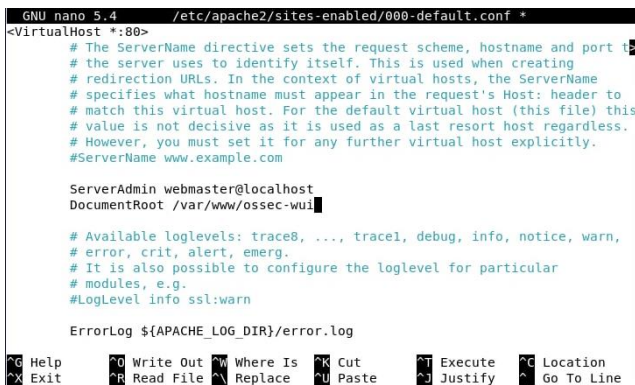 GNU nano 5.4 /etc/apache2/sites-enabled/000-default.conf *
<VirtualHost *:80>
# The ServerName directive sets the request scheme, hostname and port t>
# the server uses to identify itself. This is used when creating
# redirection URLs. In the context of virtual hosts, the ServerName
# specifies what hostname must appear in the request's Host: header to
# match this virtual host. For the default virtual host (this file) this
# value is not decisive as it is used as a last resort host regardless.
# However, you must set it for any further virtual host explicitly.
#ServerName www.example.com
ServerAdmin webmaster@localhost
DocumentRoot /var/www/ossec-wui
# Available loglevels: trace8, ..., trace1, debug, info, notice, warn,
# error, crit, alert, emerg.
# It is also possible to configure the loglevel for particular
# modules, e.g.
#LogLevel info ssl:warn
ErrorLog ${APACHE_LOG_DIR}/error.log
^G Help ^O Write Out ^W Where Is ^K Cut ^T Execute ^C Location
^X Exit ^R Read File ^\ Replace ^U Paste ^J Justify ^_ Go To Line